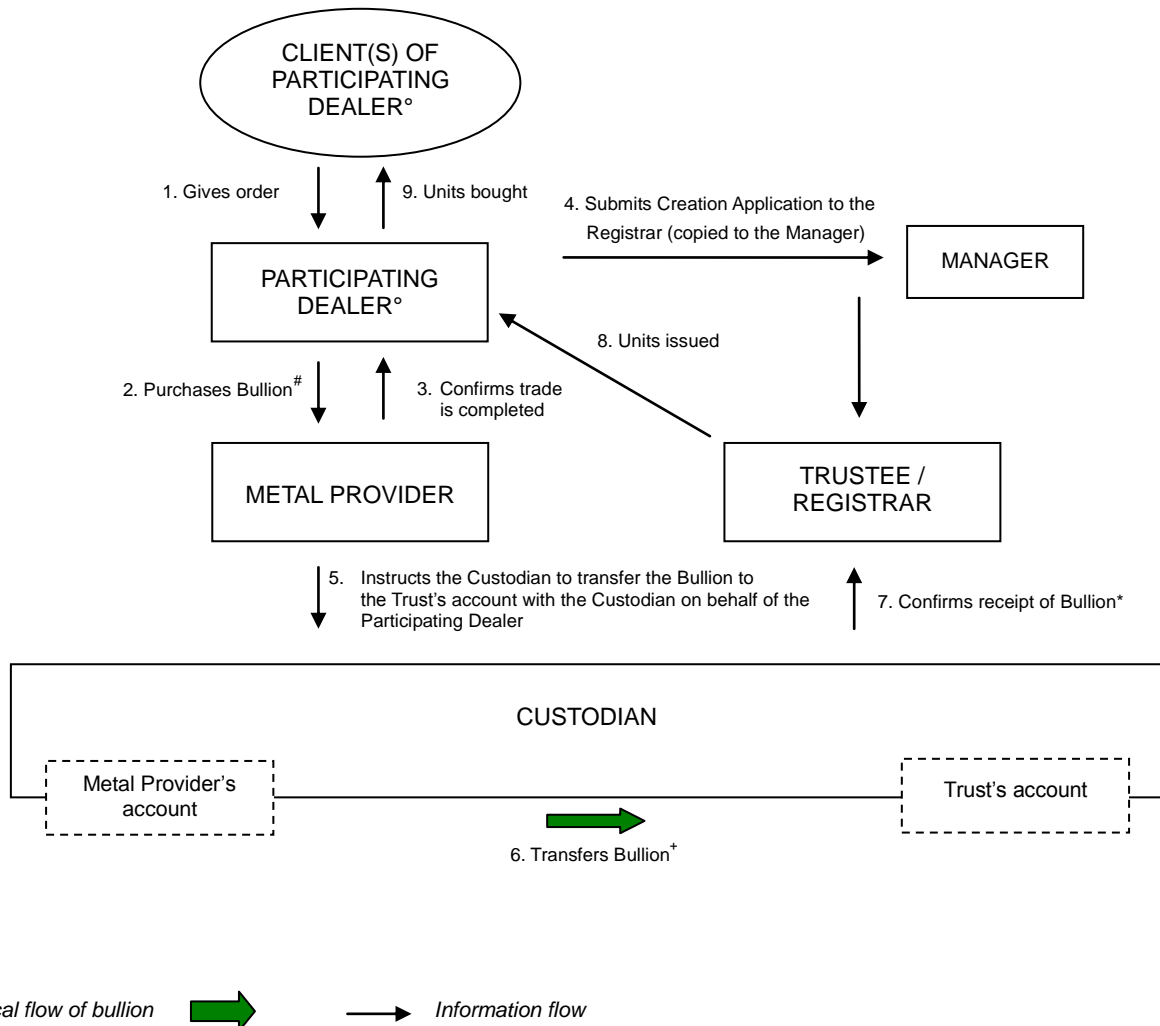 CLIENT(S) OF
PARTICIPATING
DEALER°
1. Gives order
9. Units bought
4. Submits Creation Application to the
Registrar (copied to the Manager)
MANAGER
PARTICIPATING
DEALER°
8. Units issued
2. Purchases Bullion#
3. Confirms trade
is completed
METAL PROVIDER
TRUSTEE /
REGISTRAR
5. Instructs the Custodian to transfer the Bullion to
the Trust's account with the Custodian on behalf of the
Participating Dealer
7. Confirms receipt of Bullion*
CUSTODIAN
Metal Provider's
account
Trust's account
6. Transfers Bullion+
flow of bullion
Information flow